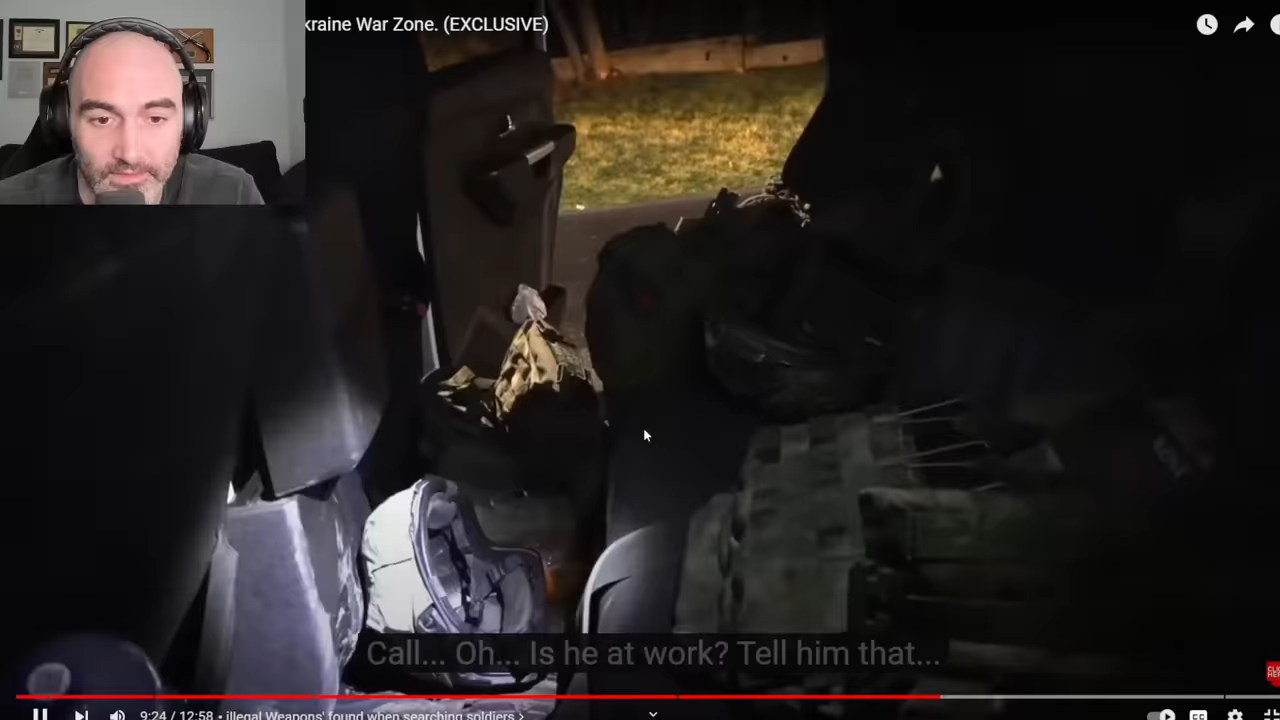 kraine War Zone. (EXCLUSIVE)
Call... Oh... Is he at work? Tell him that...
9:24 / 12:58 • illegal Weapons' found when searching soldiers >